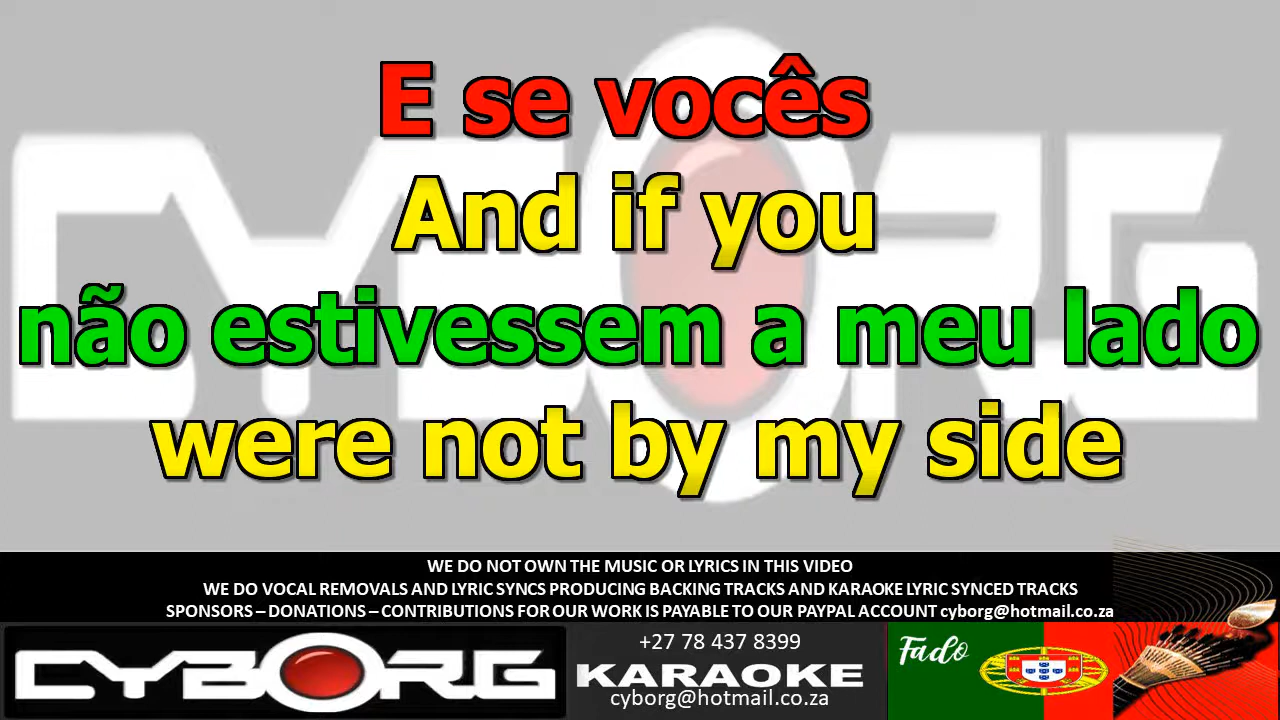 E se vocês
And if you
não estivessem a meu lado
were not by my side
WE DO NOT OWN THE MUSIC OR LYRICS IN THIS VIDEO
WE DO VOCAL REMOVALS AND LYRIC SYNCS PRODUCING BACKING TRACKS AND KARAOKE LYRIC SYNCED TRACKS
SPONSORS – DONATIONS – CONTRIBUTIONS FOR OUR WORK IS PAYABLE TO OUR PAYPAL ACCOUNT cyborg@hotmail.co.za
CYBORG
+27 78 437 8399
KARAOKE
cyborg@hotmail.co.za
Fado
CYBORG